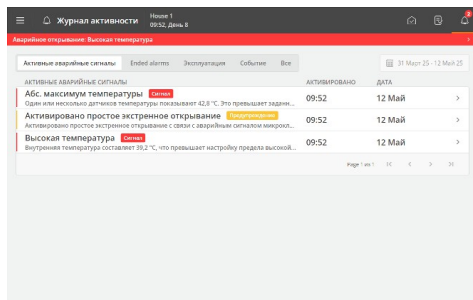 Журнал активности
House 1
09:52, День 8
Аварийное открывание: Высокая температура
Активные аварийные сигналы Ended alarms Эксплуатация Событие Все 31 Март 25 - 12 Май 25
АКТИВНЫЕ АВАРИЙНЫЕ СИГНАЛЫ АКТИВИРОВАНО ДАТА
Абс. максимум температуры Сигнал 09:52 12 Май
Один или несколько датчиков температуры показывают 42,8 °C. Это превышает заданн...
Активировано простое экстренное открывание Предупреждение 09:52 12 Май
Активировано простое экстренное открывание в связи с аварийным сигналом микрокл...
Высокая температура Сигнал 09:52 12 Май
Внутренняя температура составляет 39,2 °C, что превышает настройку предела высокой...
Page 1 из 1